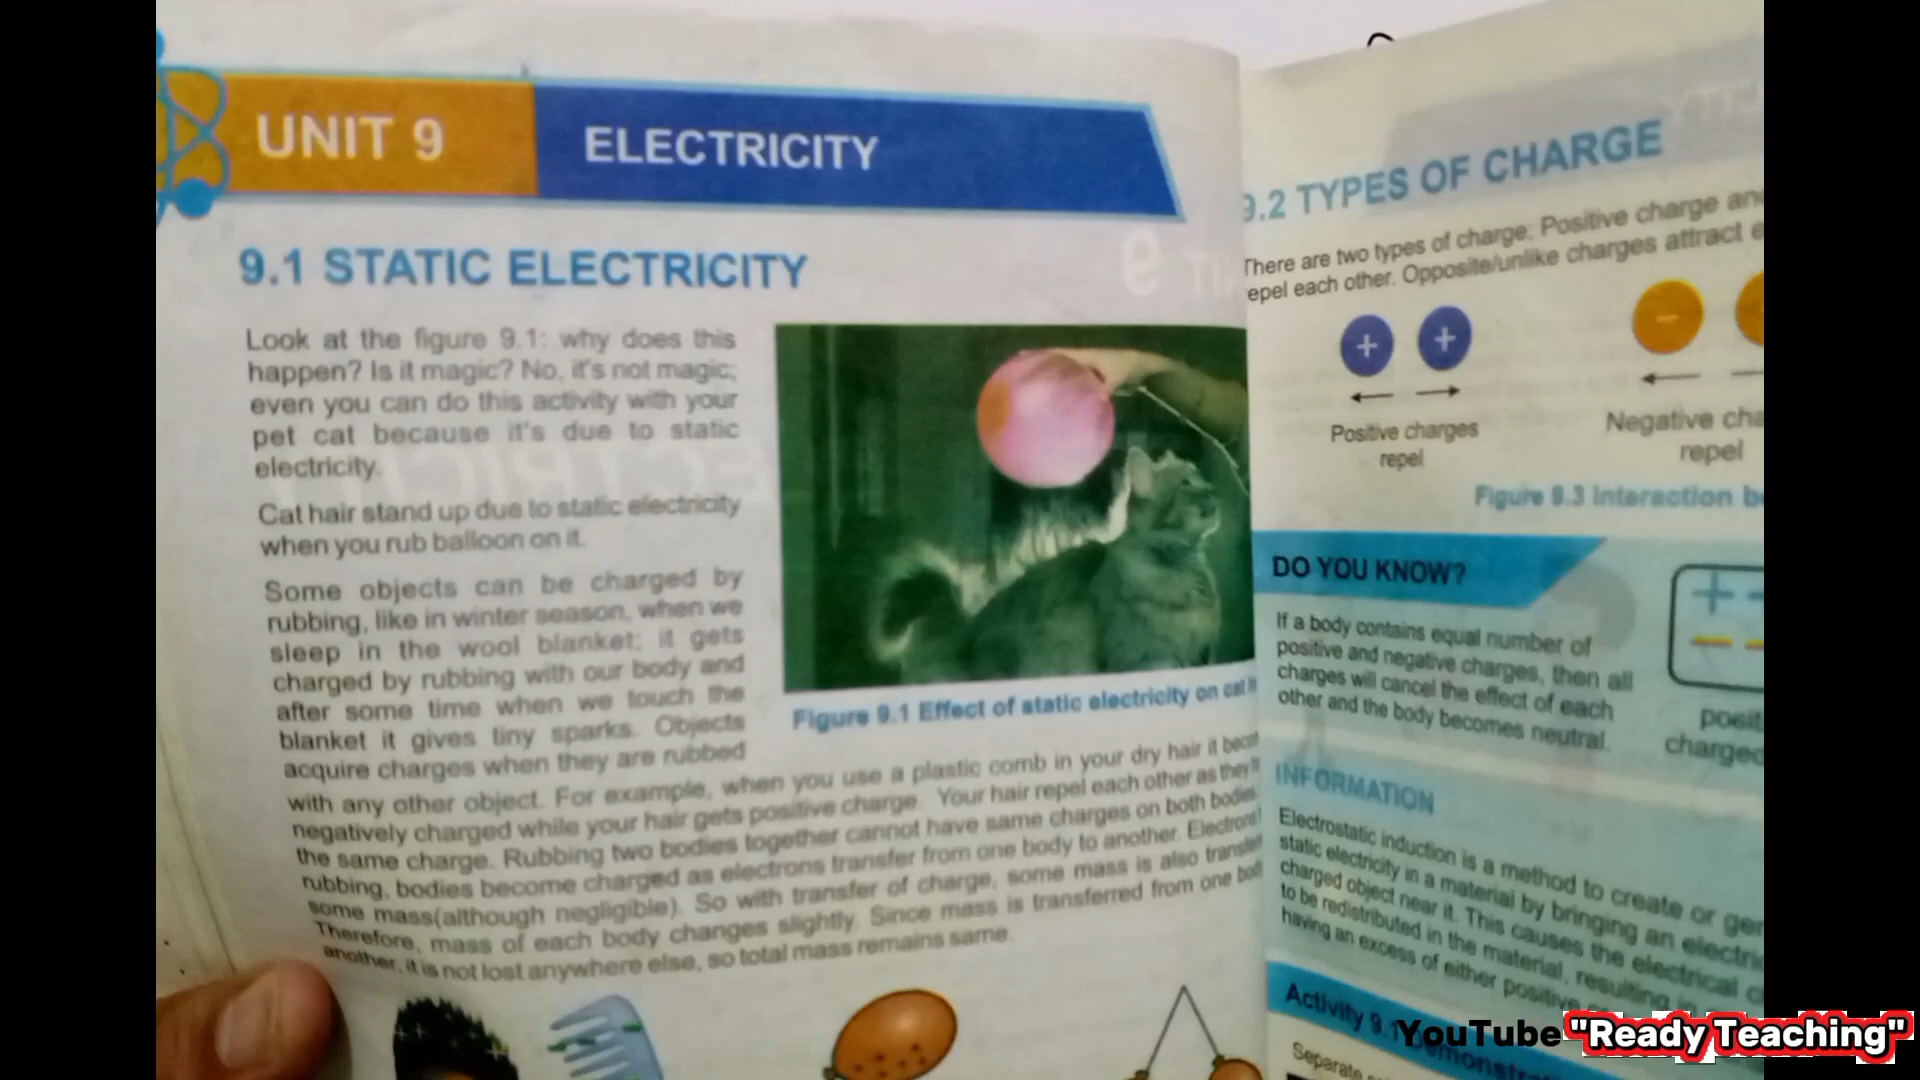 UNIT 9
ELECTRICITY
9.1 STATIC ELECTRICITY
Look at the figure 9.1: why does this
happen? Is it magic? No, it's not magic;
even you can do this activity with your
pet cat because it's due to static
electricity.
Cat hair stand up due to static electricity
when you rub balloon on it.
Some objects can be charged by
rubbing, like in winter season, when we
sleep in the wool blanket; it gets
charged by rubbing with our body and
after some time when we touch the
blanket it gives tiny sparks. Objects
acquire charges when they are rubbed
with any other object. For example, when you use a plastic comb in your dry hair it
negatively charged while your hair gets positive charge. Your hair repel each other as they
the same charge. Rubbing two bodies together cannot have same charges on both bodies
rubbing, bodies become charged as electrons transfer from one body to another. Electrons
some mass(although negligible). So with transfer of charge, some mass is also
Therefore, mass of each body changes slightly. Since mass is transferred from one
another, it is not lost anywhere else, so total mass remains same.
Figure 9.1 Effect of static electricity on cat
9.2 TYPES OF CHARGE
There are two types of charge; Positive charge
epel each other. Opposite/unlike charges attract
+ +
-
Positive charges
repel
Negative
repel
Figure 9.3 Interaction
DO YOU KNOW?
If a body contains equal number of
positive and negative charges, then all
charges will cancel the effect of each
other and the body becomes neutral.
+
charged
INFORMATION
Electrostatic induction is a method to create or
static electricity in a material by bringing an
charged object near it. This causes the electrical
to be redistributed in the material, resulting in
having an excess of either positive
Activity 9.1
Separate
YouTube "Ready Teaching"